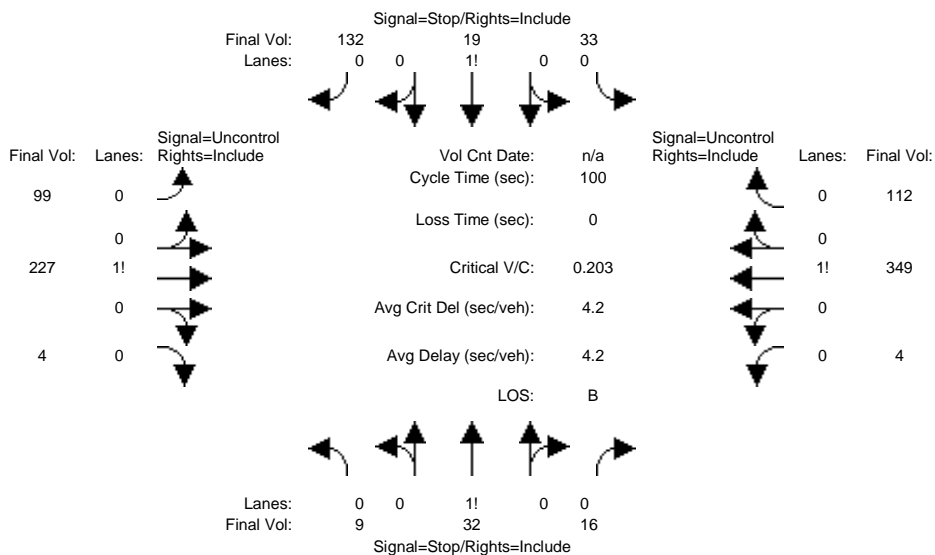 Signal=Stop/Rights=Include
Final Vol: 132 19 33
Lanes: 0 0 1! 0 0
Signal=Uncontrol Signal=Uncontrol
Final Vol: Lanes: Rights=Include Vol Cnt Date: n/a Rights=Include Lanes: Final Vol:
Cycle Time (sec): 100
99 0 0 112
Loss Time (sec): 0
0 0
227 1! Critical V/C: 0.203 1! 349
0 Avg Crit Del (sec/veh): 4.2 0
4 0 Avg Delay (sec/veh): 4.2 0 4
LOS: B
Lanes: 0 0 1! 0 0
Final Vol: 9 32 16
Signal=Stop/Rights=Include